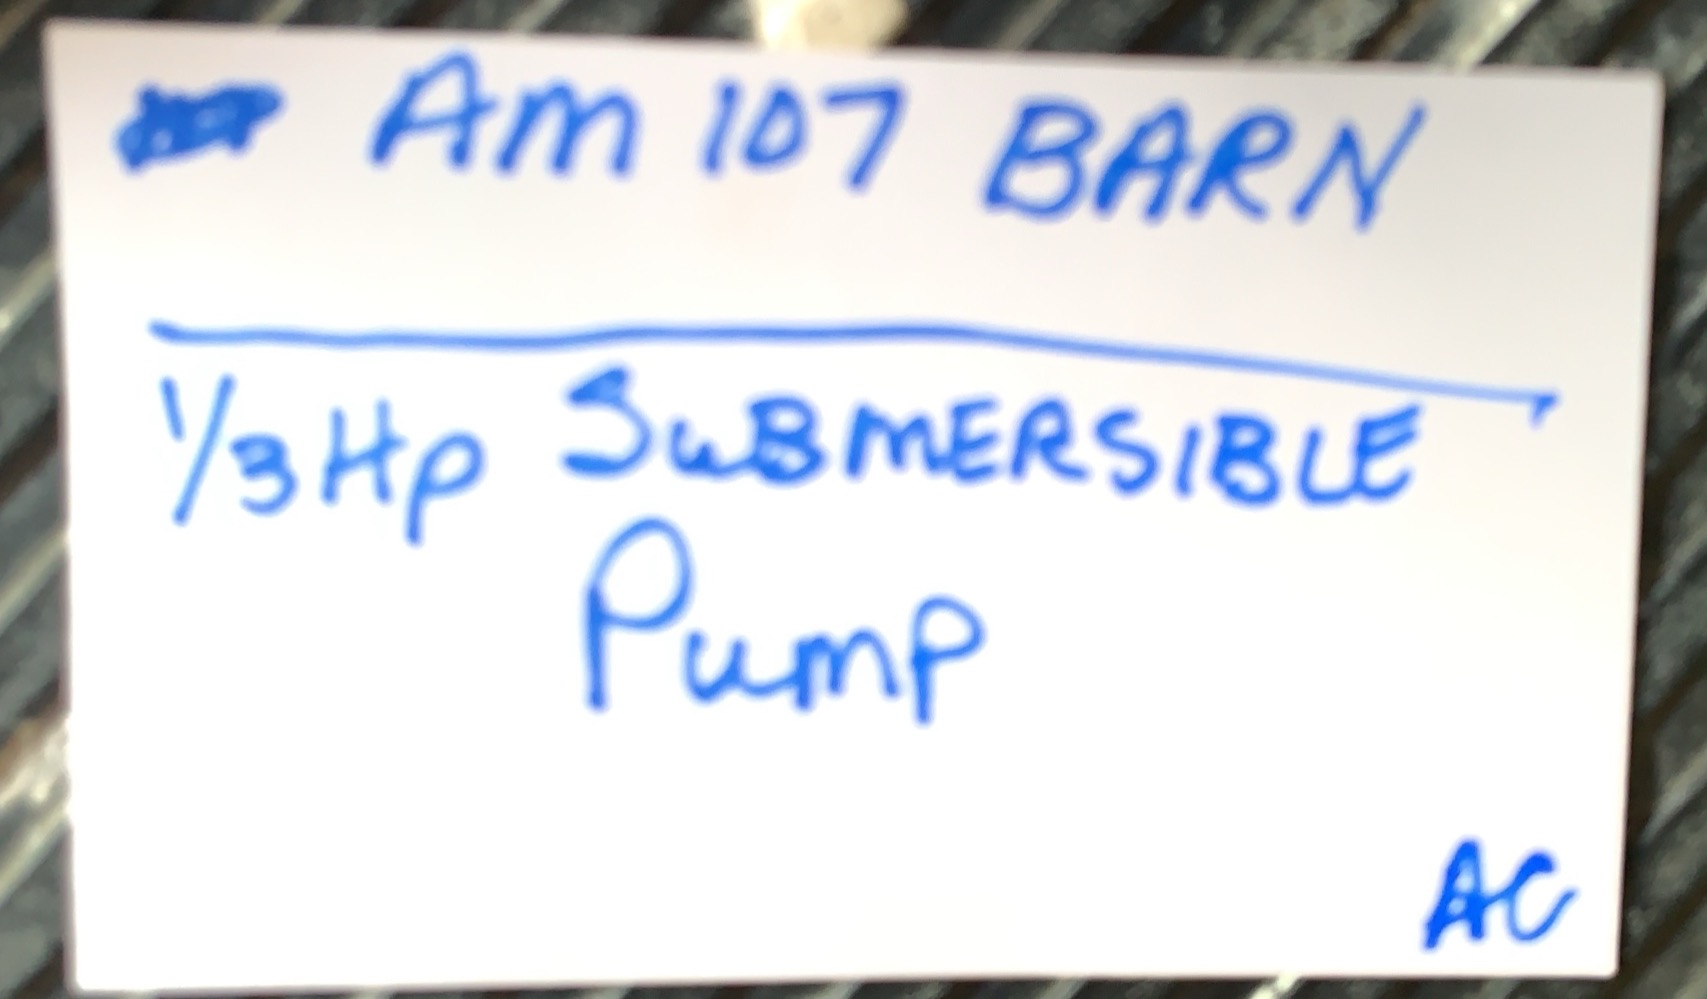 Am 107 BARN
1/3 Hp SuBMERSIBLE
Pump
AC